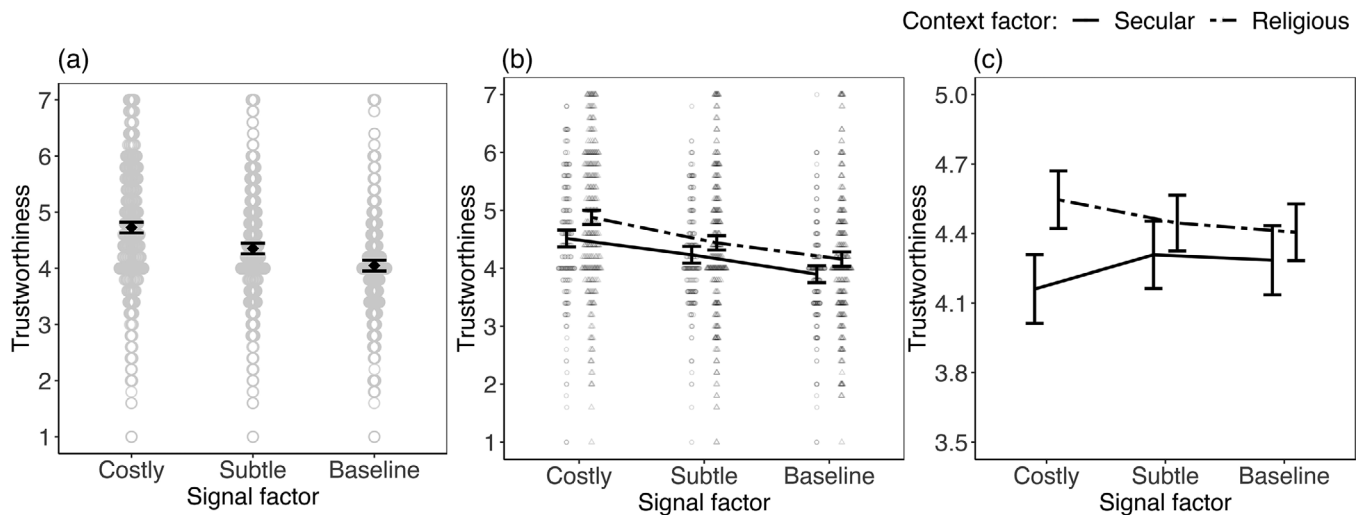 Context factor: Secular Religious
(a)
Trustworthiness
7
6
5
4
3
2
1
Costly Subtle Baseline
Signal factor
(b)
Trustworthiness
7
6
5
4
3
2
1
Costly Subtle Baseline
Signal factor
(c)
Trustworthiness
5.0
4.7
4.4
4.1
3.8
3.5
Costly Subtle Baseline
Signal factor